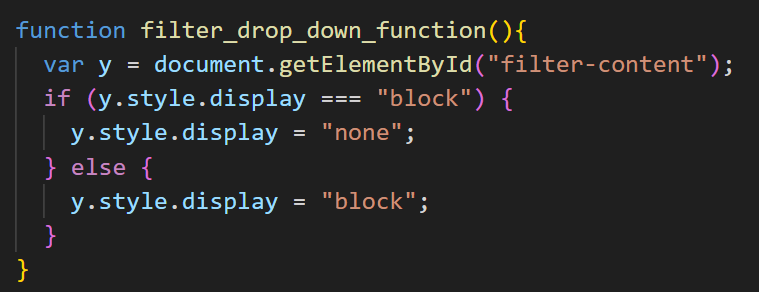 function filter_drop_down_function(){
  var y = document.getElementById("filter-content");
  if (y.style.display === "block") {
    y.style.display = "none";
  } else {
    y.style.display = "block";
  }
}